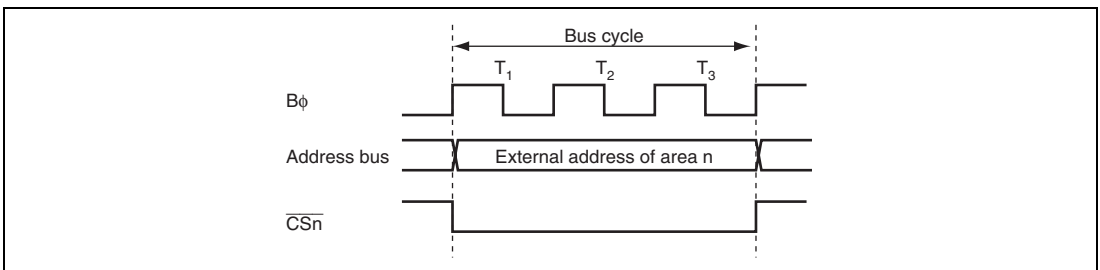 Bus cycle
T1 T2 T3
Bφ
Address bus External address of area n
CSn